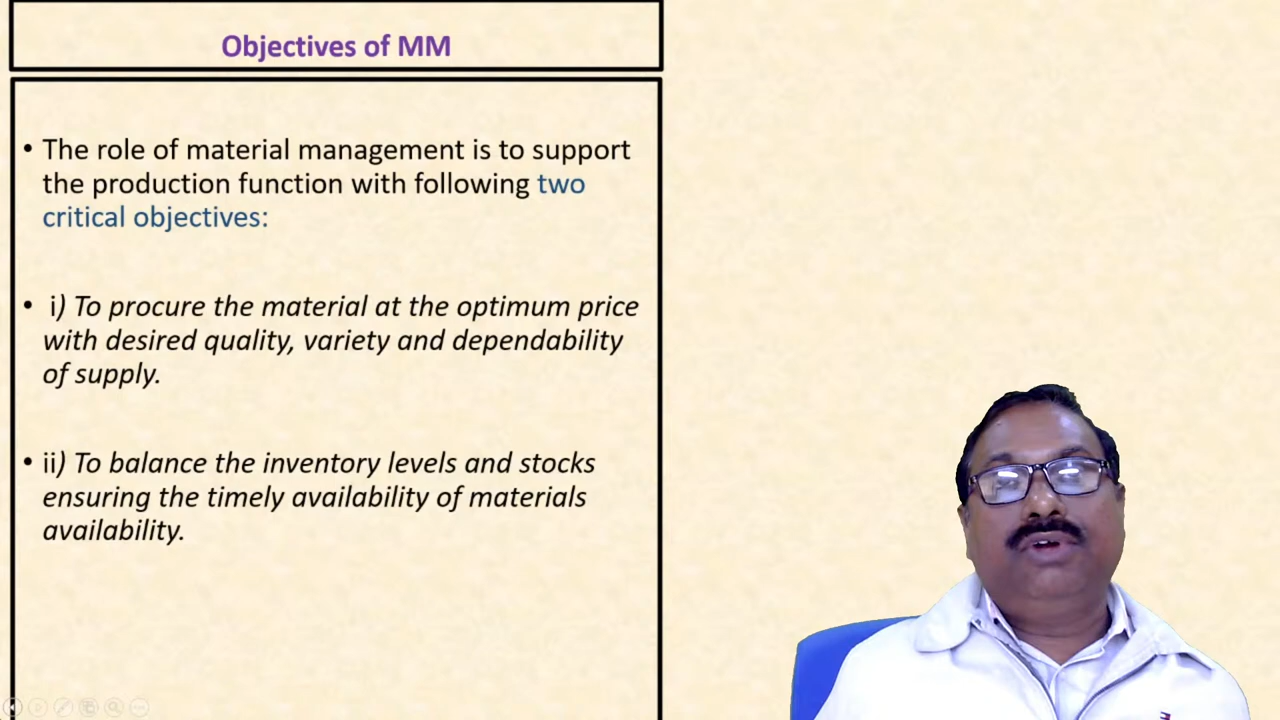 Objectives of MM
• The role of material management is to support
the production function with following two
critical objectives:
• i) To procure the material at the optimum price
with desired quality, variety and dependability
of supply.
• ii) To balance the inventory levels and stocks
ensuring the timely availability of materials
availability.